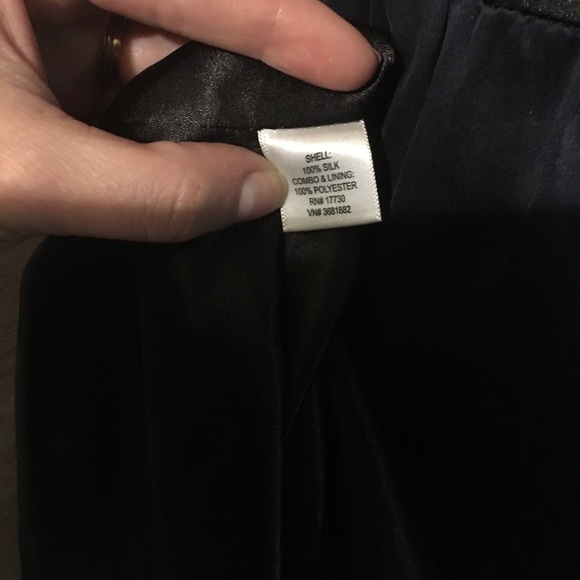 SHELL:
100% SILK
COMBO & LINING:
100% POLYESTER
RN# 17730
VN# 3681882